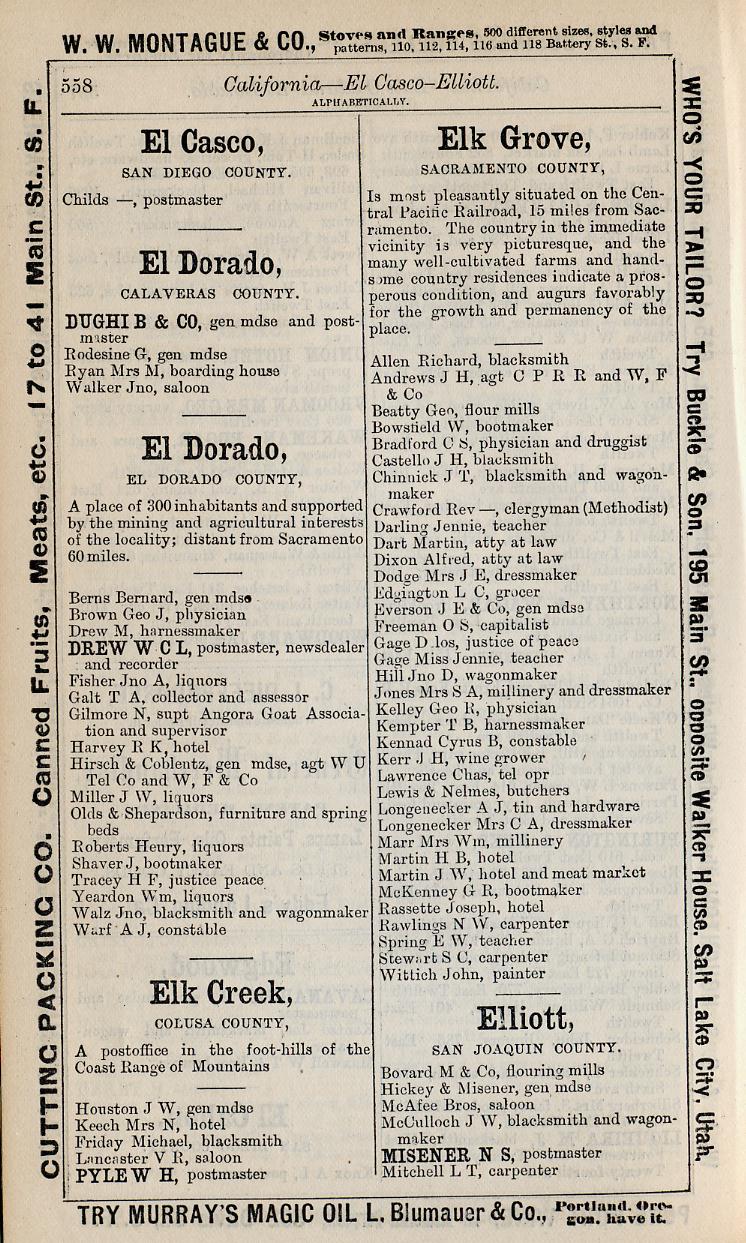 W. W. MONTAGUE & CO., Stoves and Ranges, 500 different sizes, styles and
patterns, 110, 112, 114, 116 and 118 Battery St., S. F.
558
California—El Casco–Elliott.
ALPHABETICALLY.
El Casco,
SAN DIEGO COUNTY.
Childs —, postmaster
El Dorado,
CALAVERAS COUNTY.
DUGHI B & CO, gen mdse and post-
master
Rodesine G, gen mdse
Ryan Mrs M, boarding house
Walker Jno, saloon
El Dorado,
EL DORADO COUNTY,
A place of 300 inhabitants and supported
by the mining and agricultural interests
of the locality; distant from Sacramento
60 miles.
Berns Bernard, gen mdse
Brown Geo J, physician
Drew M, harnessmaker
DREW W C L, postmaster, newsdealer
and recorder
Fisher Jno A, liquors
Galt T A, collector and assessor
Gilmore N, supt Angora Goat Associa-
tion and supervisor
Harvey R K, hotel
Hirsch & Coblentz, gen mdse, agt W U
Tel Co and W, F & Co
Miller J W, liquors
Olds & Shepardson, furniture and spring
beds
Roberts Henry, liquors
Shaver J, bootmaker
Tracey H F, justice peace
Yeardon Wm, liquors
Walz Jno, blacksmith and wagonmaker
Warf A J, constable
Elk Creek,
COLUSA COUNTY,
A postoffice in the foot-hills of the
Coast Range of Mountains
Houston J W, gen mdse
Keech Mrs N, hotel
Friday Michael, blacksmith
Lancaster V R, saloon
PYLE W H, postmaster
Elk Grove,
SACRAMENTO COUNTY,
Is most pleasantly situated on the Cen-
tral Pacific Railroad, 15 miles from Sac-
ramento. The country in the immediate
vicinity is very picturesque, and the
many well-cultivated farms and hand-
some country residences indicate a pros-
perous condition, and augurs favorably
for the growth and permanency of the
place.
Allen Richard, blacksmith
Andrews J H, agt C P R R and W, F
& Co
Beatty Geo, flour mills
Bowsfield W, bootmaker
Bradford C S, physician and druggist
Castello J H, blacksmith
Chinnick J T, blacksmith and wagon-
maker
Crawford Rev —, clergyman (Methodist)
Darling Jennie, teacher
Dart Martin, atty at law
Dixon Alfred, atty at law
Dodge Mrs J E, dressmaker
Edgington L C, grocer
Everson J E & Co, gen mdse
Freeman O S, capitalist
Gage D los, justice of peace
Gage Miss Jennie, teacher
Hill Jno D, wagonmaker
Jones Mrs S A, millinery and dressmaker
Kelley Geo R, physician
Kempter T B, harnessmaker
Kennad Cyrus B, constable
Kerr J H, wine grower
Lawrence Chas, tel opr
Lewis & Nelmes, butchers
Longenecker A J, tin and hardware
Longenecker Mrs C A, dressmaker
Marr Mrs Wm, millinery
Martin H B, hotel
Martin J W, hotel and meat market
McKenney G R, bootmaker
Rassette Joseph, hotel
Rawlings N W, carpenter
Spring E W, teacher
Stewart S C, carpenter
Wittich John, painter
Elliott,
SAN JOAQUIN COUNTY.
Bovard M & Co, flouring mills
Hickey & Misener, gen mdse
McAfee Bros, saloon
McCulloch J W, blacksmith and wagon-
maker
MISENER N S, postmaster
Mitchell L T, carpenter
CUTTING PACKING CO. Canned Fruits, Meats, etc. 17 to 41 Main St., S. F.
WHO'S YOUR TAILOR? Try Buckle & Son, 195 Main St., opposite Walker House, Salt Lake City, Utah.
TRY MURRAY'S MAGIC OIL L. Blumauer & Co., Portland, Ore-
gon, have it.